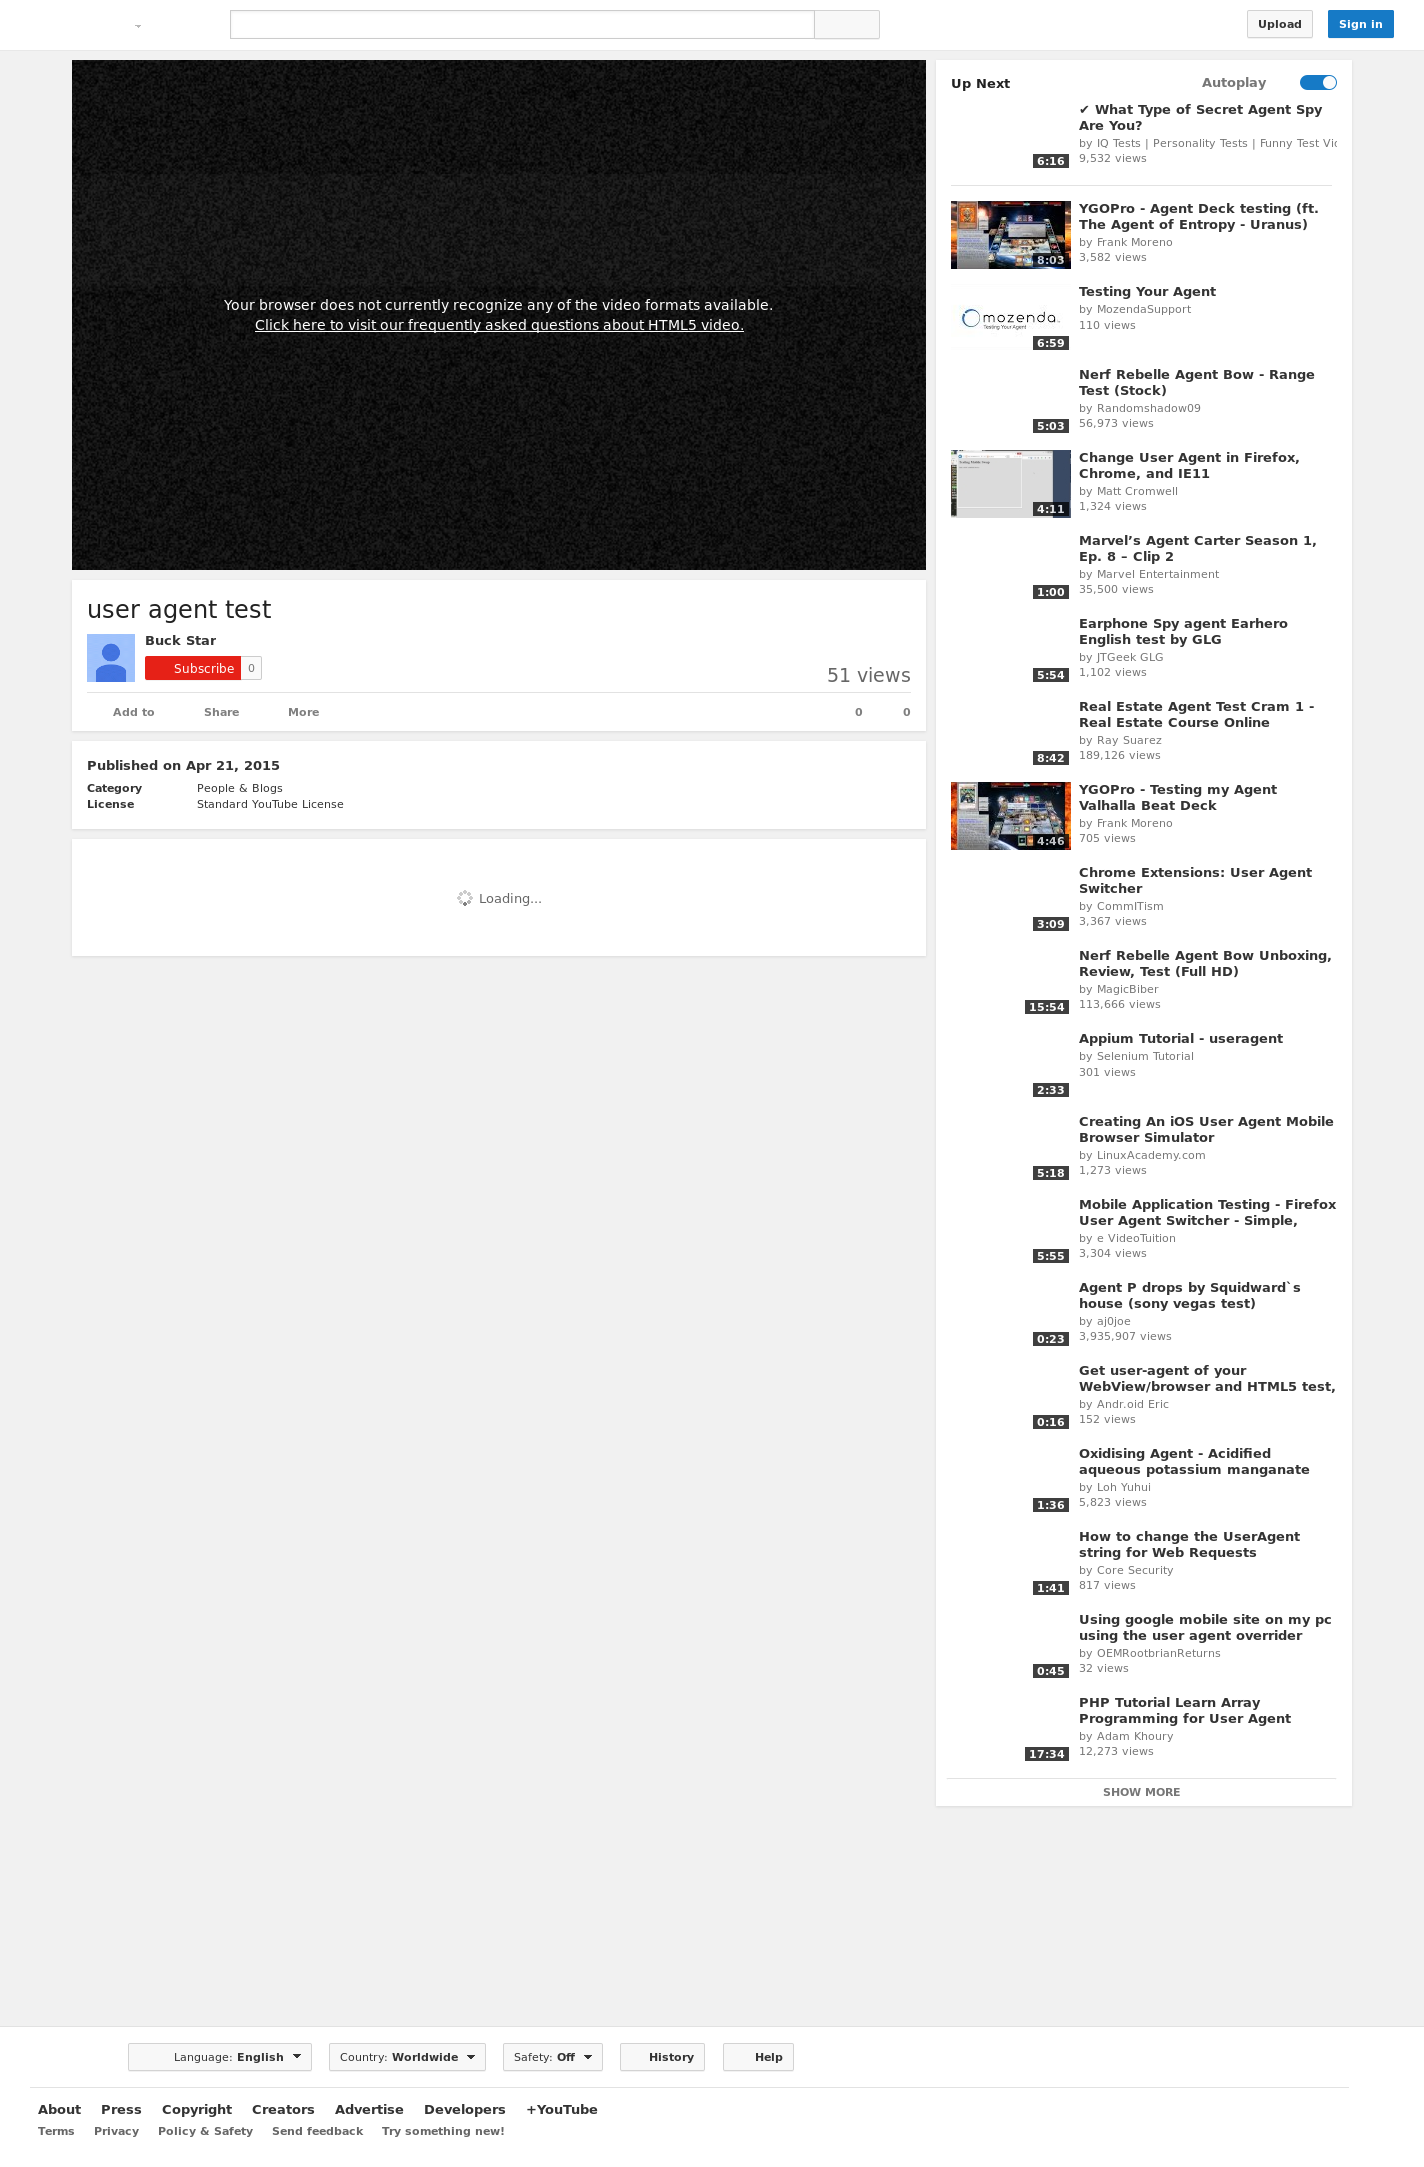 Upload
Sign in
Your browser does not currently recognize any of the video formats available.
Click here to visit our frequently asked questions about HTML5 video.
user agent test
Buck Star
Subscribe 0
51 views
Add to Share More 0 0
Published on Apr 21, 2015
Category People & Blogs
License Standard YouTube License
Loading...
Up Next Autoplay
✔ What Type of Secret Agent Spy
Are You?
by IQ Tests | Personality Tests | Funny Test Vid
6:16 9,532 views
YGOPro - Agent Deck testing (ft.
The Agent of Entropy - Uranus)
by Frank Moreno
3,582 views
8:03
Testing Your Agent
by MozendaSupport
110 views
mozenda
Testing Your Agent
6:59
Nerf Rebelle Agent Bow - Range
Test (Stock)
by Randomshadow09
56,973 views
5:03
Change User Agent in Firefox,
Chrome, and IE11
by Matt Cromwell
1,324 views
4:11
Marvel’s Agent Carter Season 1,
Ep. 8 – Clip 2
by Marvel Entertainment
35,500 views
1:00
Earphone Spy agent Earhero
English test by GLG
by JTGeek GLG
1,102 views
5:54
Real Estate Agent Test Cram 1 -
Real Estate Course Online
by Ray Suarez
189,126 views
8:42
YGOPro - Testing my Agent
Valhalla Beat Deck
by Frank Moreno
705 views
4:46
Chrome Extensions: User Agent
Switcher
by CommITism
3,367 views
3:09
Nerf Rebelle Agent Bow Unboxing,
Review, Test (Full HD)
by MagicBiber
113,666 views
15:54
Appium Tutorial - useragent
by Selenium Tutorial
301 views
2:33
Creating An iOS User Agent Mobile
Browser Simulator
by LinuxAcademy.com
1,273 views
5:18
Mobile Application Testing - Firefox
User Agent Switcher - Simple,
by e VideoTuition
3,304 views
5:55
Agent P drops by Squidward`s
house (sony vegas test)
by aj0joe
3,935,907 views
0:23
Get user-agent of your
WebView/browser and HTML5 test,
by Andr.oid Eric
152 views
0:16
Oxidising Agent - Acidified
aqueous potassium manganate
by Loh Yuhui
5,823 views
1:36
How to change the UserAgent
string for Web Requests
by Core Security
817 views
1:41
Using google mobile site on my pc
using the user agent overrider
by OEMRootbrianReturns
32 views
0:45
PHP Tutorial Learn Array
Programming for User Agent
by Adam Khoury
12,273 views
17:34
SHOW MORE
Language: English Country: Worldwide Safety: Off History Help
About Press Copyright Creators Advertise Developers +YouTube
Terms Privacy Policy & Safety Send feedback Try something new!